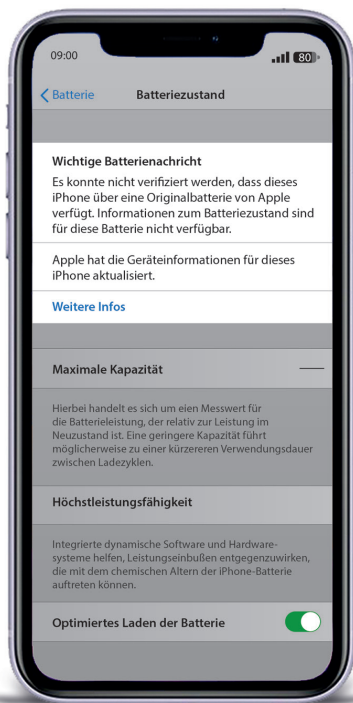 09:00 80
Batterie Batteriezustand
Wichtige Batterienachricht
Es konnte nicht verifiziert werden, dass dieses
iPhone über eine Originalbatterie von Apple
verfügt. Informationen zum Batteriezustand sind
für diese Batterie nicht verfügbar.
Apple hat die Geräteinformationen für dieses
iPhone aktualisiert.
Weitere Infos
Maximale Kapazität —
Hierbei handelt es sich um eien Messwert für
die Batterieleistung, der relativ zur Leistung im
Neuzustand ist. Eine geringere Kapazität führt
möglicherweise zu einer kürzereren Verwendungsdauer
zwischen Ladezyklen.
Höchstleistungsfähigkeit
Integrierte dynamische Software und Hardware-
systeme helfen, Leistungseinbußen entgegenzuwirken,
die mit dem chemischen Altern der iPhone-Batterie
auftreten können.
Optimiertes Laden der Batterie